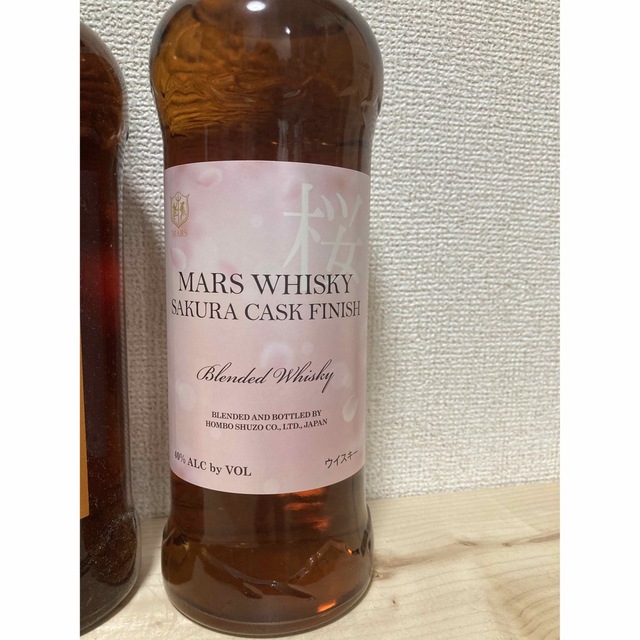 桜
MARS
MARS WHISKY
SAKURA CASK FINISH
Blended Whisky
BLENDED AND BOTTLED BY
HOMBO SHUZO CO., LTD., JAPAN
40% ALC by VOL
ウイスキー